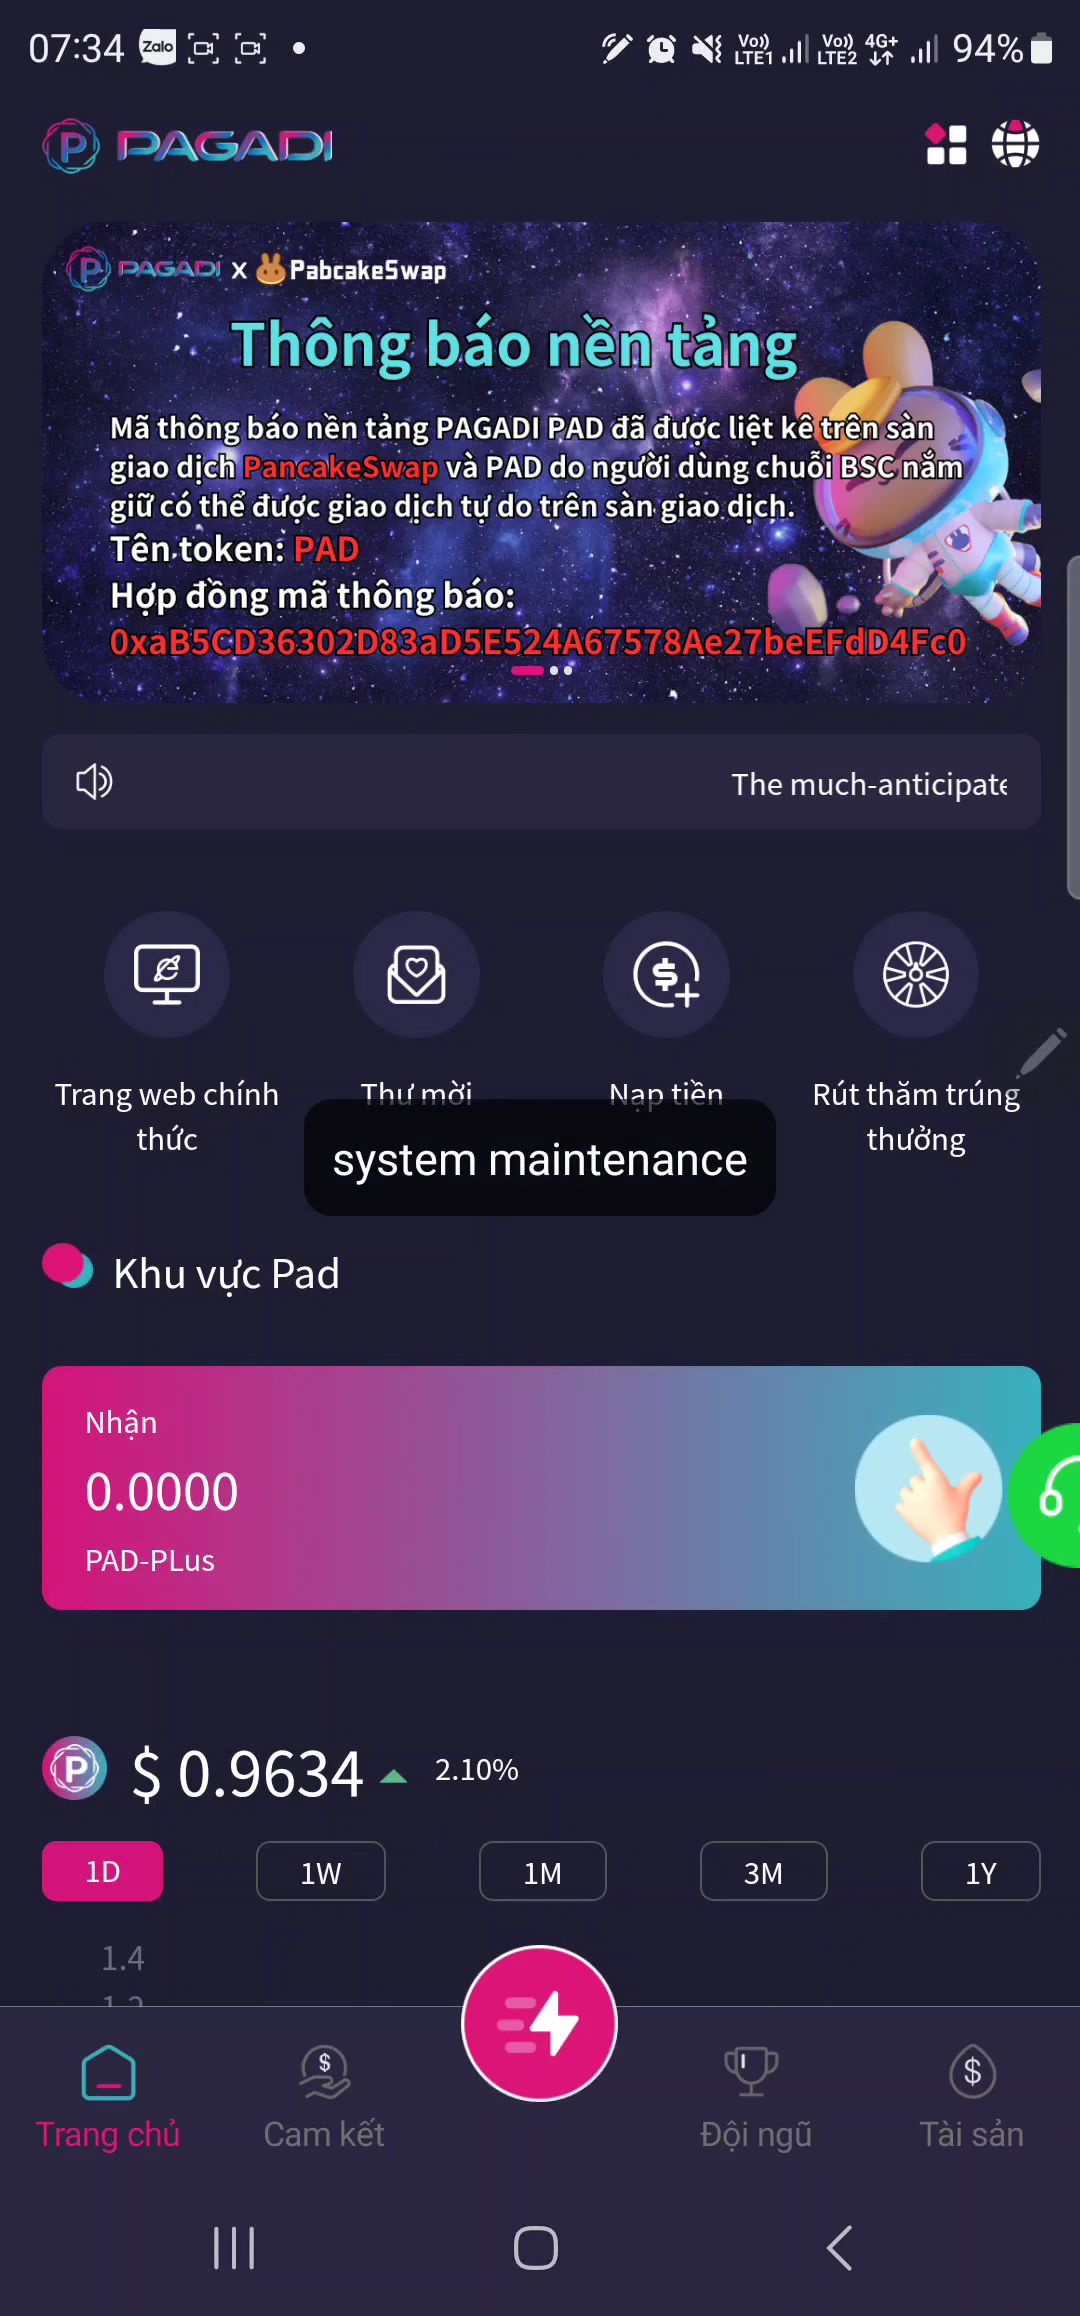 07:34 Zalo Vo)) LTE1 Vo)) LTE2 4G+ 94%
PAGADI
PAGADI x PabcakeSwap
Thông báo nền tảng
Mã thông báo nền tảng PAGADI PAD đã được liệt kê trên sàn
giao dịch PancakeSwap và PAD do người dùng chuỗi BSC nắm
giữ có thể được giao dịch tự do trên sàn giao dịch.
Tên token: PAD
Hợp đồng mã thông báo:
0xaB5CD36302D83aD5E524A67578Ae27beEFdD4Fc0
The much-anticipate
Trang web chính
thức
Thư mời
Nạp tiền
Rút thăm trúng
thưởng
system maintenance
Khu vực Pad
Nhận
0.0000
PAD-PLus
$ 0.9634 2.10%
1D 1W 1M 3M 1Y
1.4
1.2
Trang chủ Cam kết Đội ngũ Tài sản